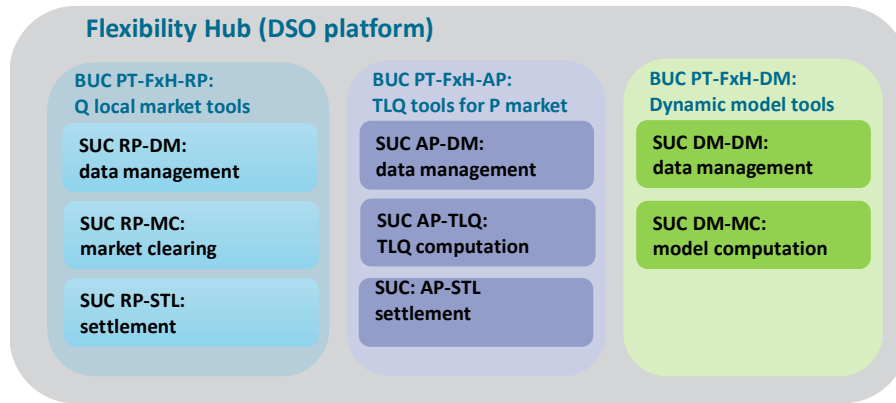 Flexibility Hub (DSO platform)
BUC PT-FxH-RP:
Q local market tools
SUC RP-DM:
data management
SUC RP-MC:
market clearing
SUC RP-STL:
settlement
BUC PT-FxH-AP:
TLQ tools for P market
SUC AP-DM:
data management
SUC AP-TLQ:
TLQ computation
SUC: AP-STL
settlement
BUC PT-FxH-DM:
Dynamic model tools
SUC DM-DM:
data management
SUC DM-MC:
model computation